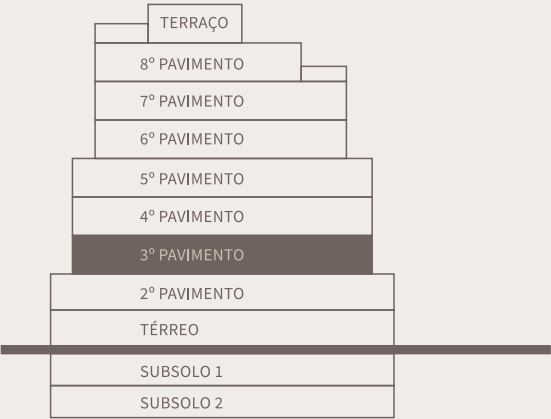 TERRAÇO
8º PAVIMENTO
7º PAVIMENTO
6º PAVIMENTO
5º PAVIMENTO
4º PAVIMENTO
3º PAVIMENTO
2º PAVIMENTO
TÉRREO
SUBSOLO 1
SUBSOLO 2